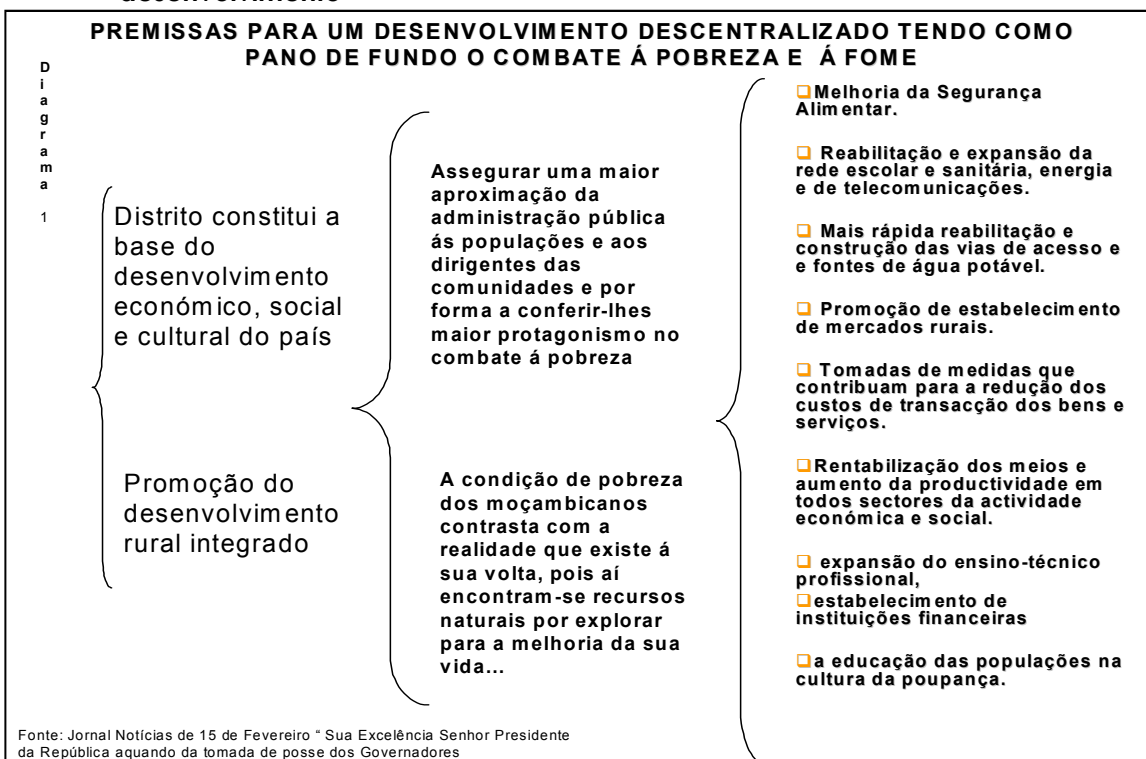 PREMISSAS PARA UM DESENVOLVIMENTO DESCENTRALIZADO TENDO COMO
PANO DE FUNDO O COMBATE Á POBREZA E Á FOME
Diagrama 1
Distrito constitui a
base do
desenvolvimento
económico, social
e cultural do país
Promoção do
desenvolvimento
rural integrado
Assegurar uma maior
aproximação da
administração pública
ás populações e aos
dirigentes das
comunidades e por
forma a conferir-lhes
maior protagonismo no
combate á pobreza
A condição de pobreza
dos moçambicanos
contrasta com a
realidade que existe á
sua volta, pois aí
encontram-se recursos
naturais por explorar
para a melhoria da sua
vida...
❑Melhoria da Segurança
Alimentar.
❑ Reabilitação e expansão da
rede escolar e sanitária, energia
e de telecomunicações.
❑ Mais rápida reabilitação e
construção das vias de acesso e
e fontes de água potável.
❑ Promoção de estabelecimento
de mercados rurais.
❑ Tomadas de medidas que
contribuam para a redução dos
custos de transacção dos bens e
serviços.
❑Rentabilização dos meios e
aumento da productividade em
todos sectores da actividade
económica e social.
❑ expansão do ensino-técnico
profissional,
❑estabelecimento de
instituições financeiras
❑a educação das populações na
cultura da poupança.
Fonte: Jornal Notícias de 15 de Fevereiro “ Sua Excelência Senhor Presidente
da República aquando da tomada de posse dos Governadores